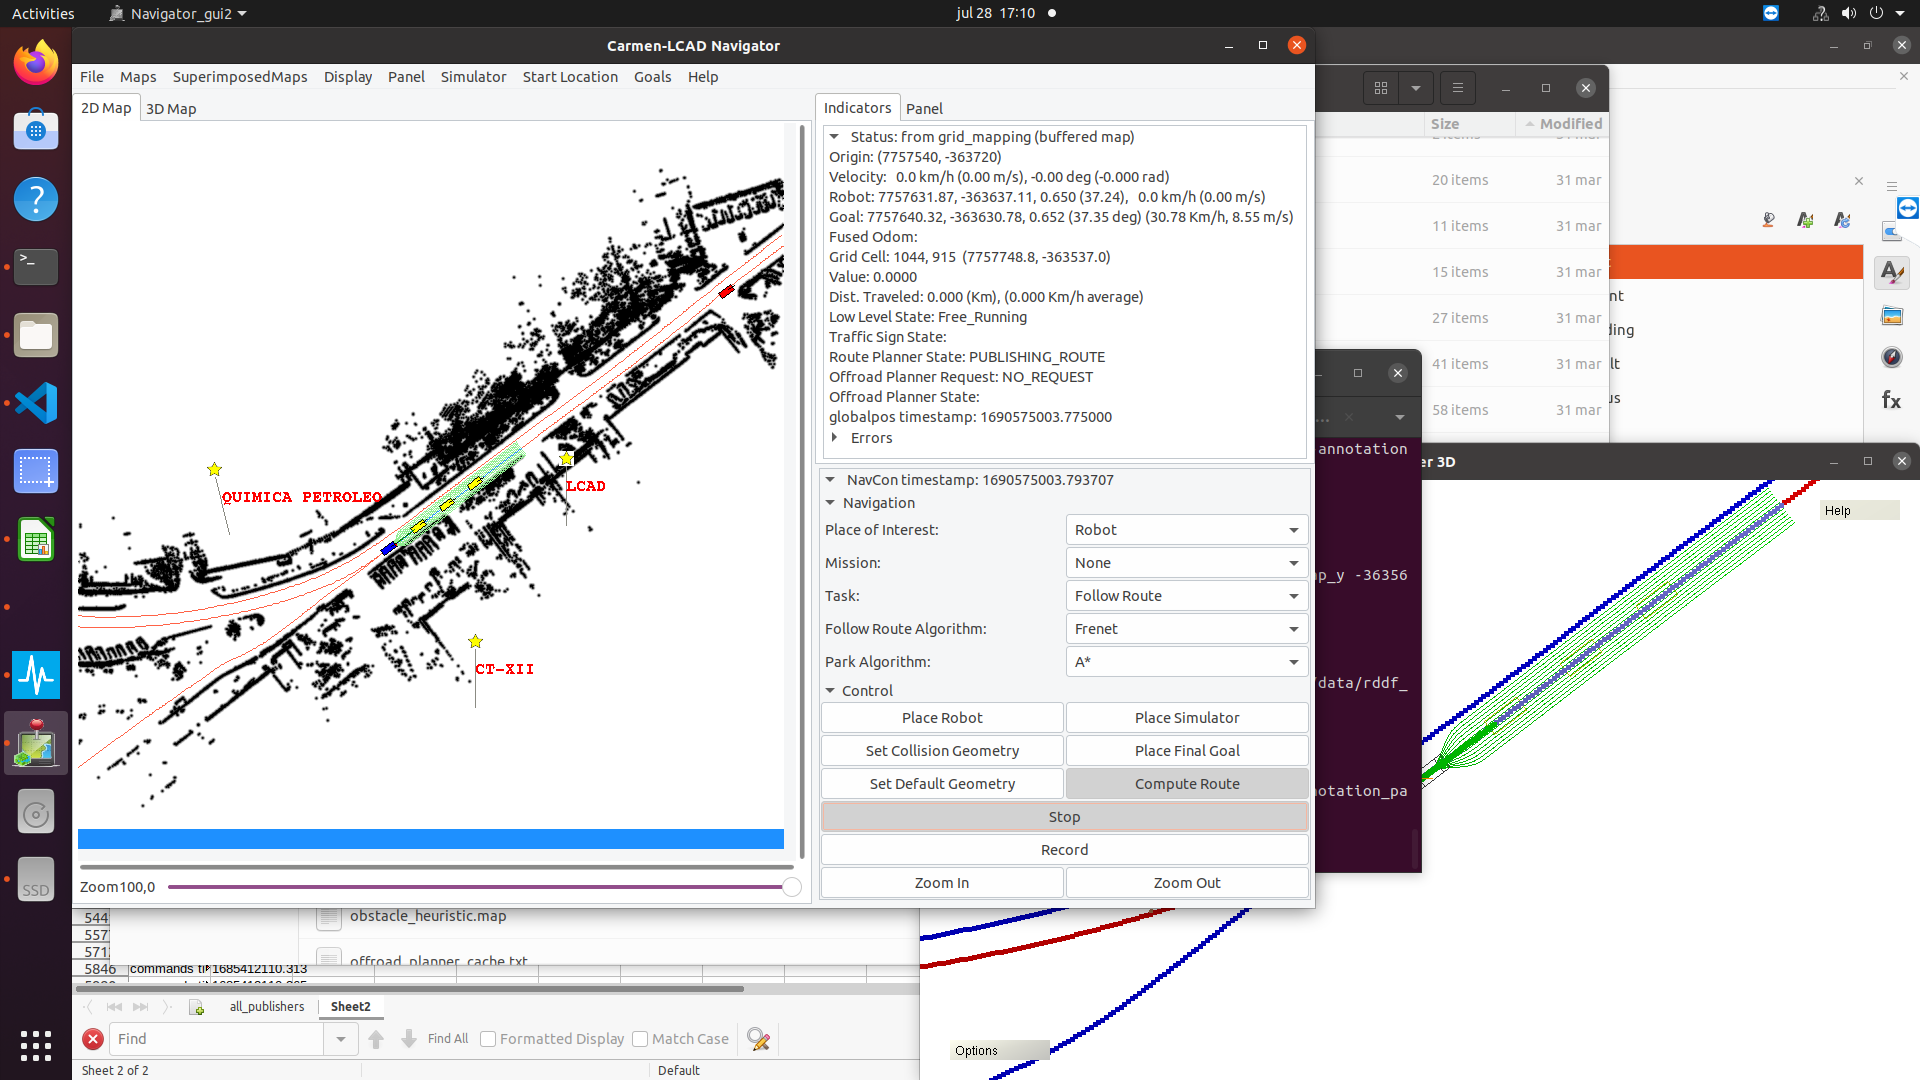 Activities
Navigator_gui2
jul 28 17:10
Carmen-LCAD Navigator
File Maps SuperimposedMaps Display Panel Simulator Start Location Goals Help
2D Map 3D Map
QUIMICA PETROLEO
LCAD
CT-XII
Zoom100,0
Indicators Panel
Status: from grid_mapping (buffered map)
Origin: (7757540, -363720)
Velocity: 0.0 km/h (0.00 m/s), -0.00 deg (-0.000 rad)
Robot: 7757631.87, -363637.11, 0.650 (37.24), 0.0 km/h (0.00 m/s)
Goal: 7757640.32, -363630.78, 0.652 (37.35 deg) (30.78 Km/h, 8.55 m/s)
Fused Odom:
Grid Cell: 1044, 915 (7757748.8, -363537.0)
Value: 0.0000
Dist. Traveled: 0.000 (Km), (0.000 Km/h average)
Low Level State: Free_Running
Traffic Sign State:
Route Planner State: PUBLISHING_ROUTE
Offroad Planner Request: NO_REQUEST
Offroad Planner State:
globalpos timestamp: 1690575003.775000
Errors
NavCon timestamp: 1690575003.793707
Navigation
Place of Interest: Robot
Mission: None
Task: Follow Route
Follow Route Algorithm: Frenet
Park Algorithm: A*
Control
Place Robot Place Simulator
Set Collision Geometry Place Final Goal
Set Default Geometry Compute Route
Stop
Record
Zoom In Zoom Out
Size Modified
20 items 31 mar
11 items 31 mar
15 items 31 mar
27 items 31 mar
41 items 31 mar
58 items 31 mar
nt
ding
lt
us
fx
annotation
p_y -36356
/data/rddf_
notation_pa
er 3D
Help
Options
SSD
544
557
571
5846 commands ti 1685412110.313
obstacle_heuristic.map
offroad_planner_cache.txt
all_publishers Sheet2
Find Find All Formatted Display Match Case
Sheet 2 of 2 Default